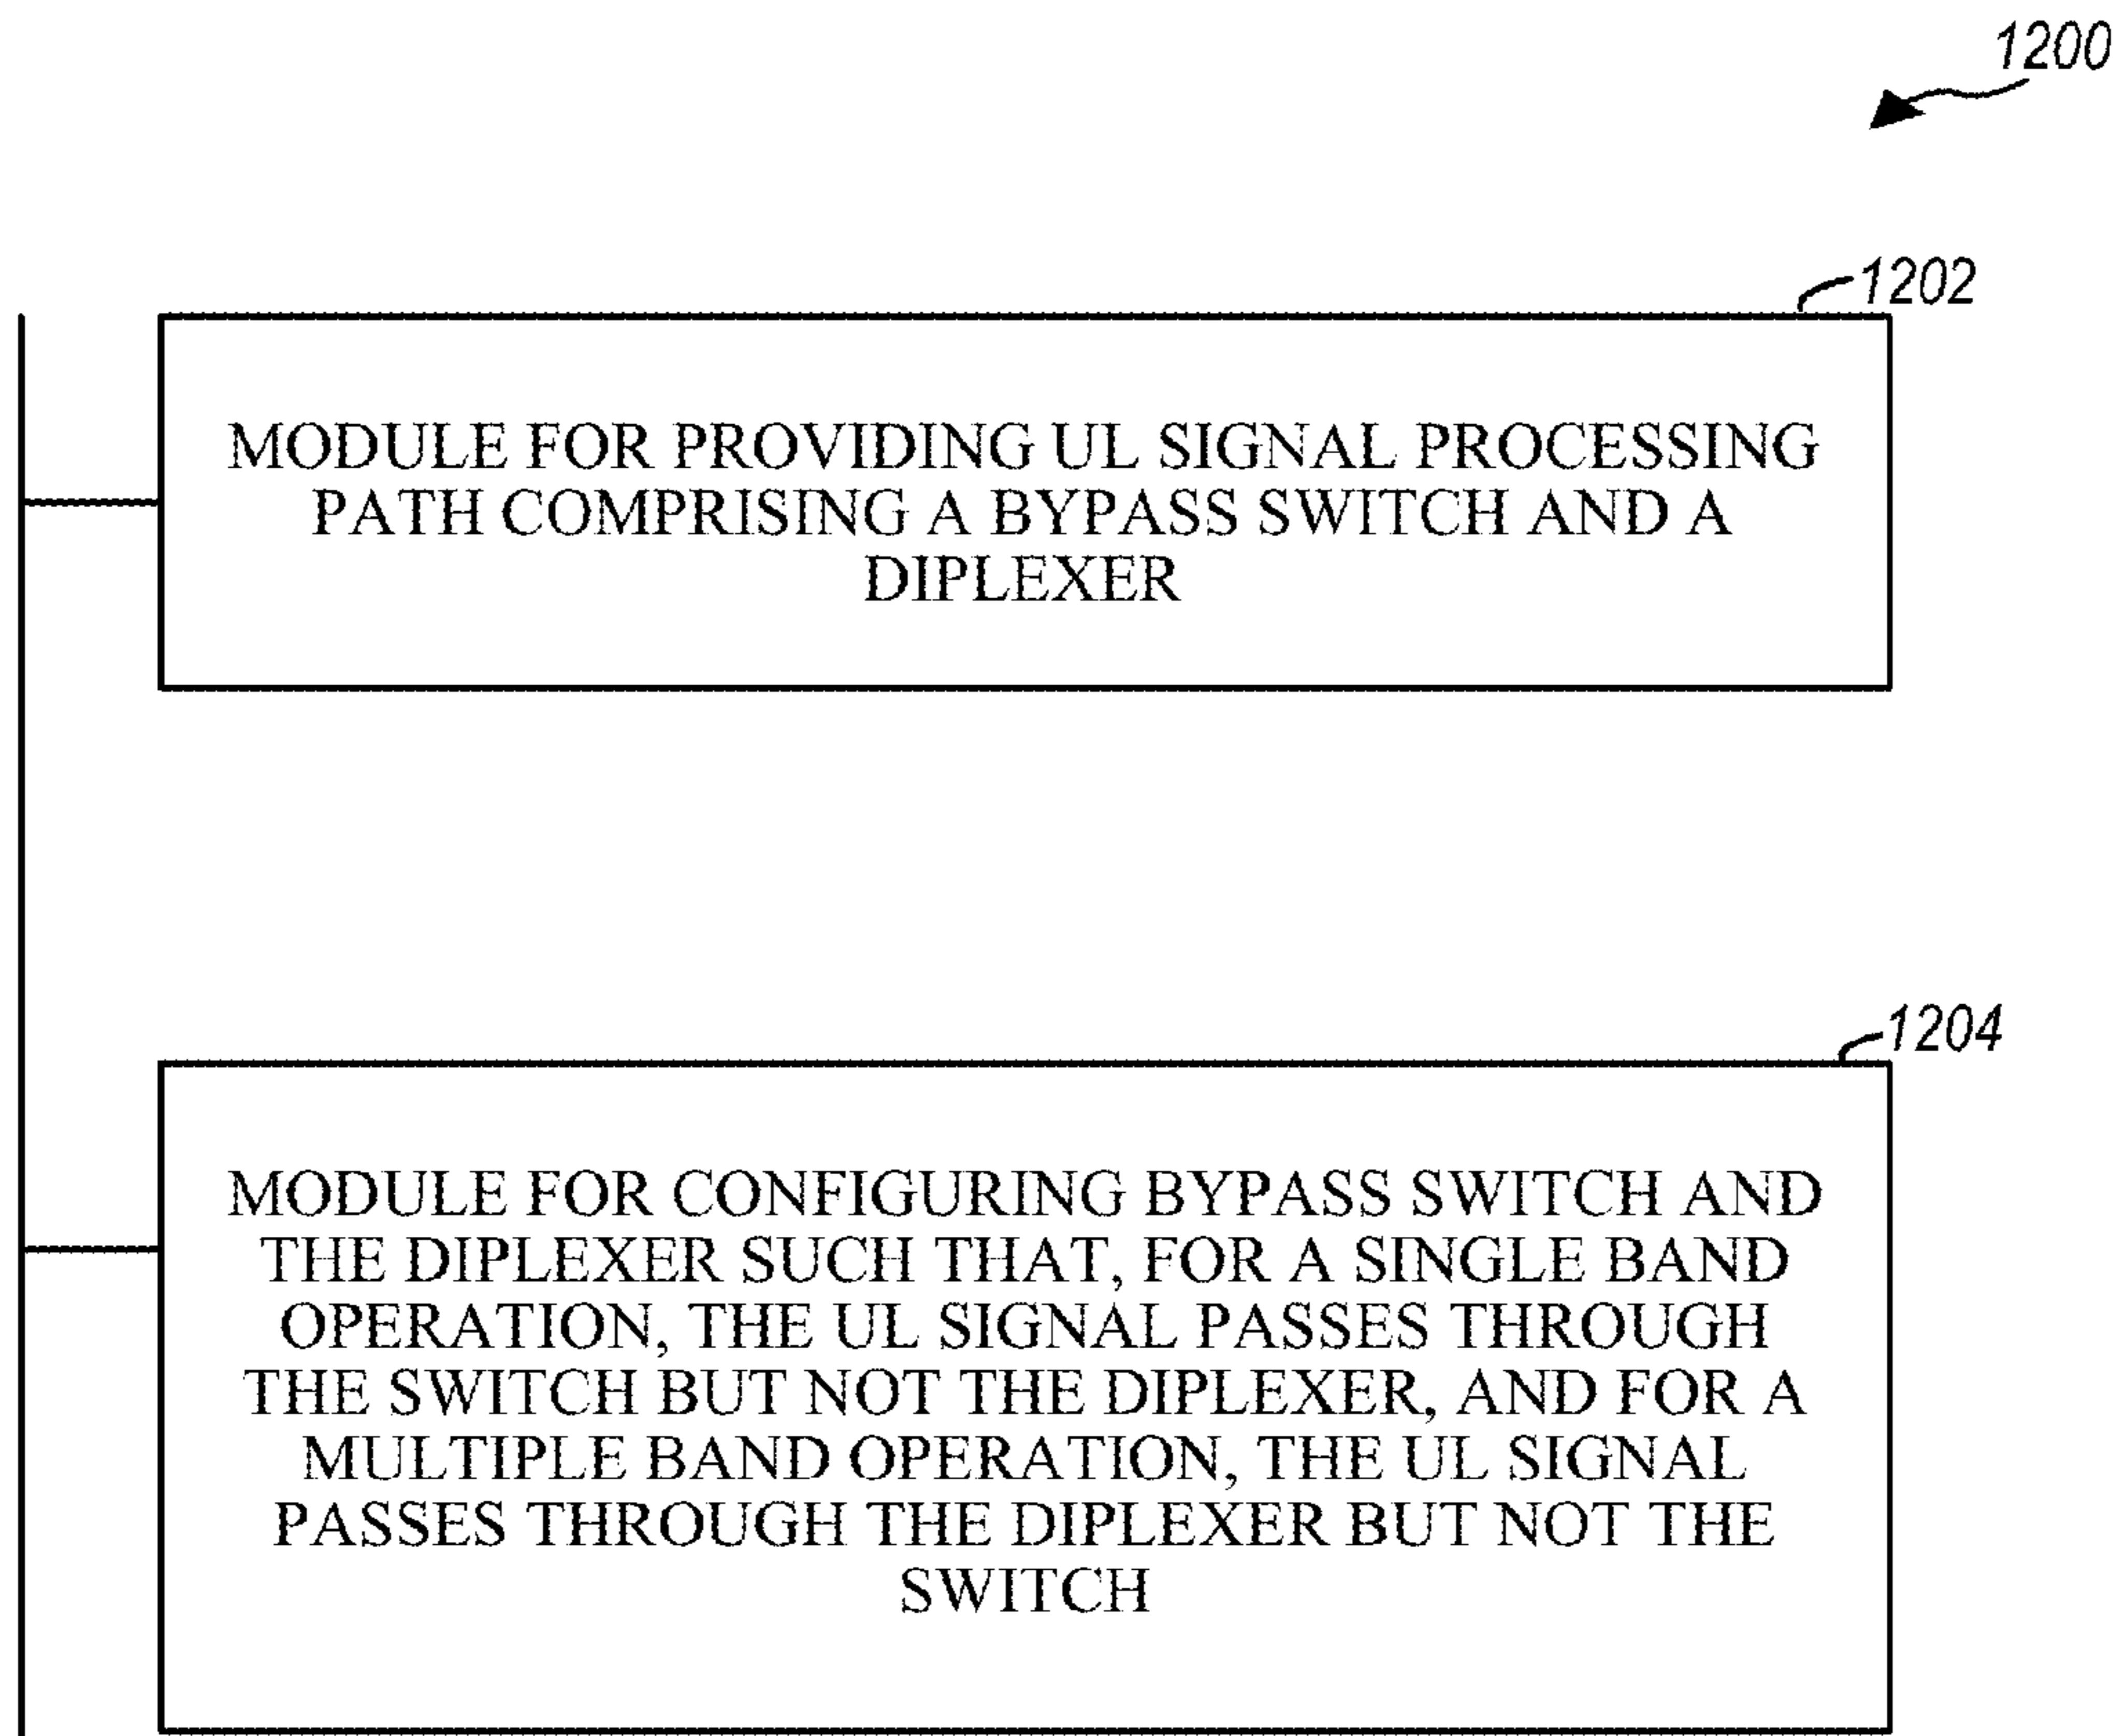 1200
1202
MODULE FOR PROVIDING UL SIGNAL PROCESSING
PATH COMPRISING A BYPASS SWITCH AND A
DIPLEXER
1204
MODULE FOR CONFIGURING BYPASS SWITCH AND
THE DIPLEXER SUCH THAT, FOR A SINGLE BAND
OPERATION, THE UL SIGNAL PASSES THROUGH
THE SWITCH BUT NOT THE DIPLEXER, AND FOR A
MULTIPLE BAND OPERATION, THE UL SIGNAL
PASSES THROUGH THE DIPLEXER BUT NOT THE
SWITCH